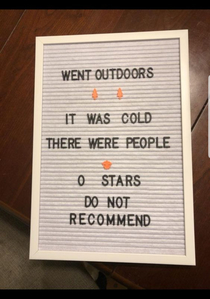 WENT OUTDOORS
IT WAS COLD
THERE WERE PEOPLE
0 STARS
DO NOT
RECOMMEND